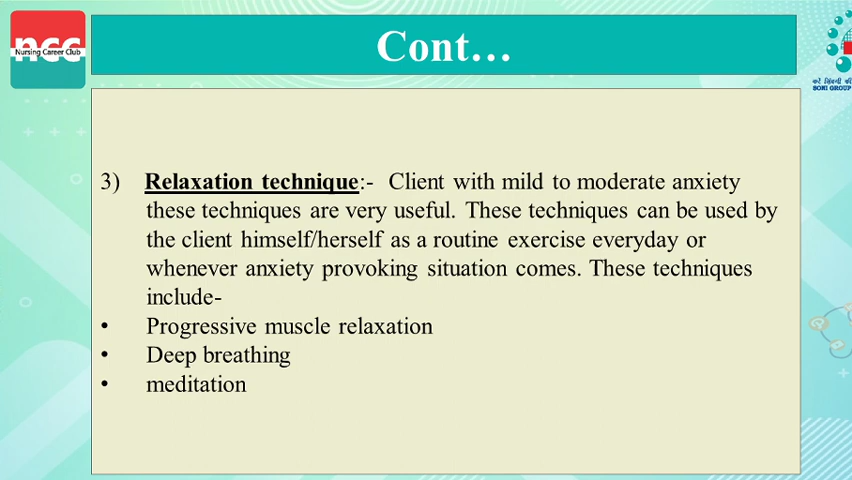 ncc
Nursing Career Club
Cont…
SONI GROUP
3) Relaxation technique:- Client with mild to moderate anxiety
these techniques are very useful. These techniques can be used by
the client himself/herself as a routine exercise everyday or
whenever anxiety provoking situation comes. These techniques
include-
• Progressive muscle relaxation
• Deep breathing
• meditation